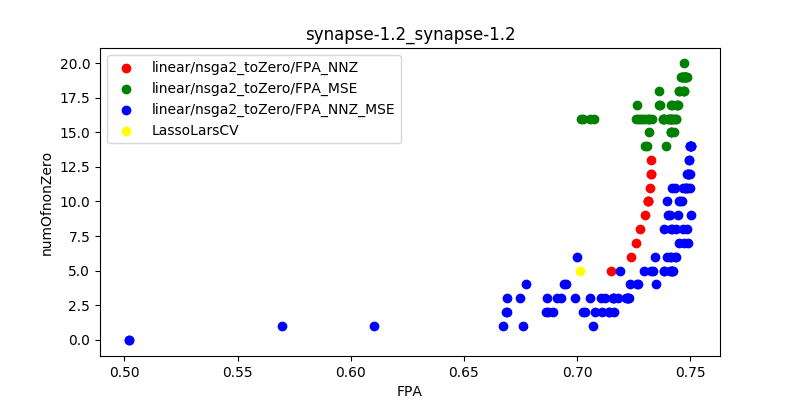 synapse-1.2_synapse-1.2
linear/nsga2_toZero/FPA_NNZ
linear/nsga2_toZero/FPA_MSE
linear/nsga2_toZero/FPA_NNZ_MSE
LassoLarsCV
numOfnonZero
20.0
17.5
15.0
12.5
10.0
7.5
5.0
2.5
0.0
0.50 0.55 0.60 0.65 0.70 0.75
FPA